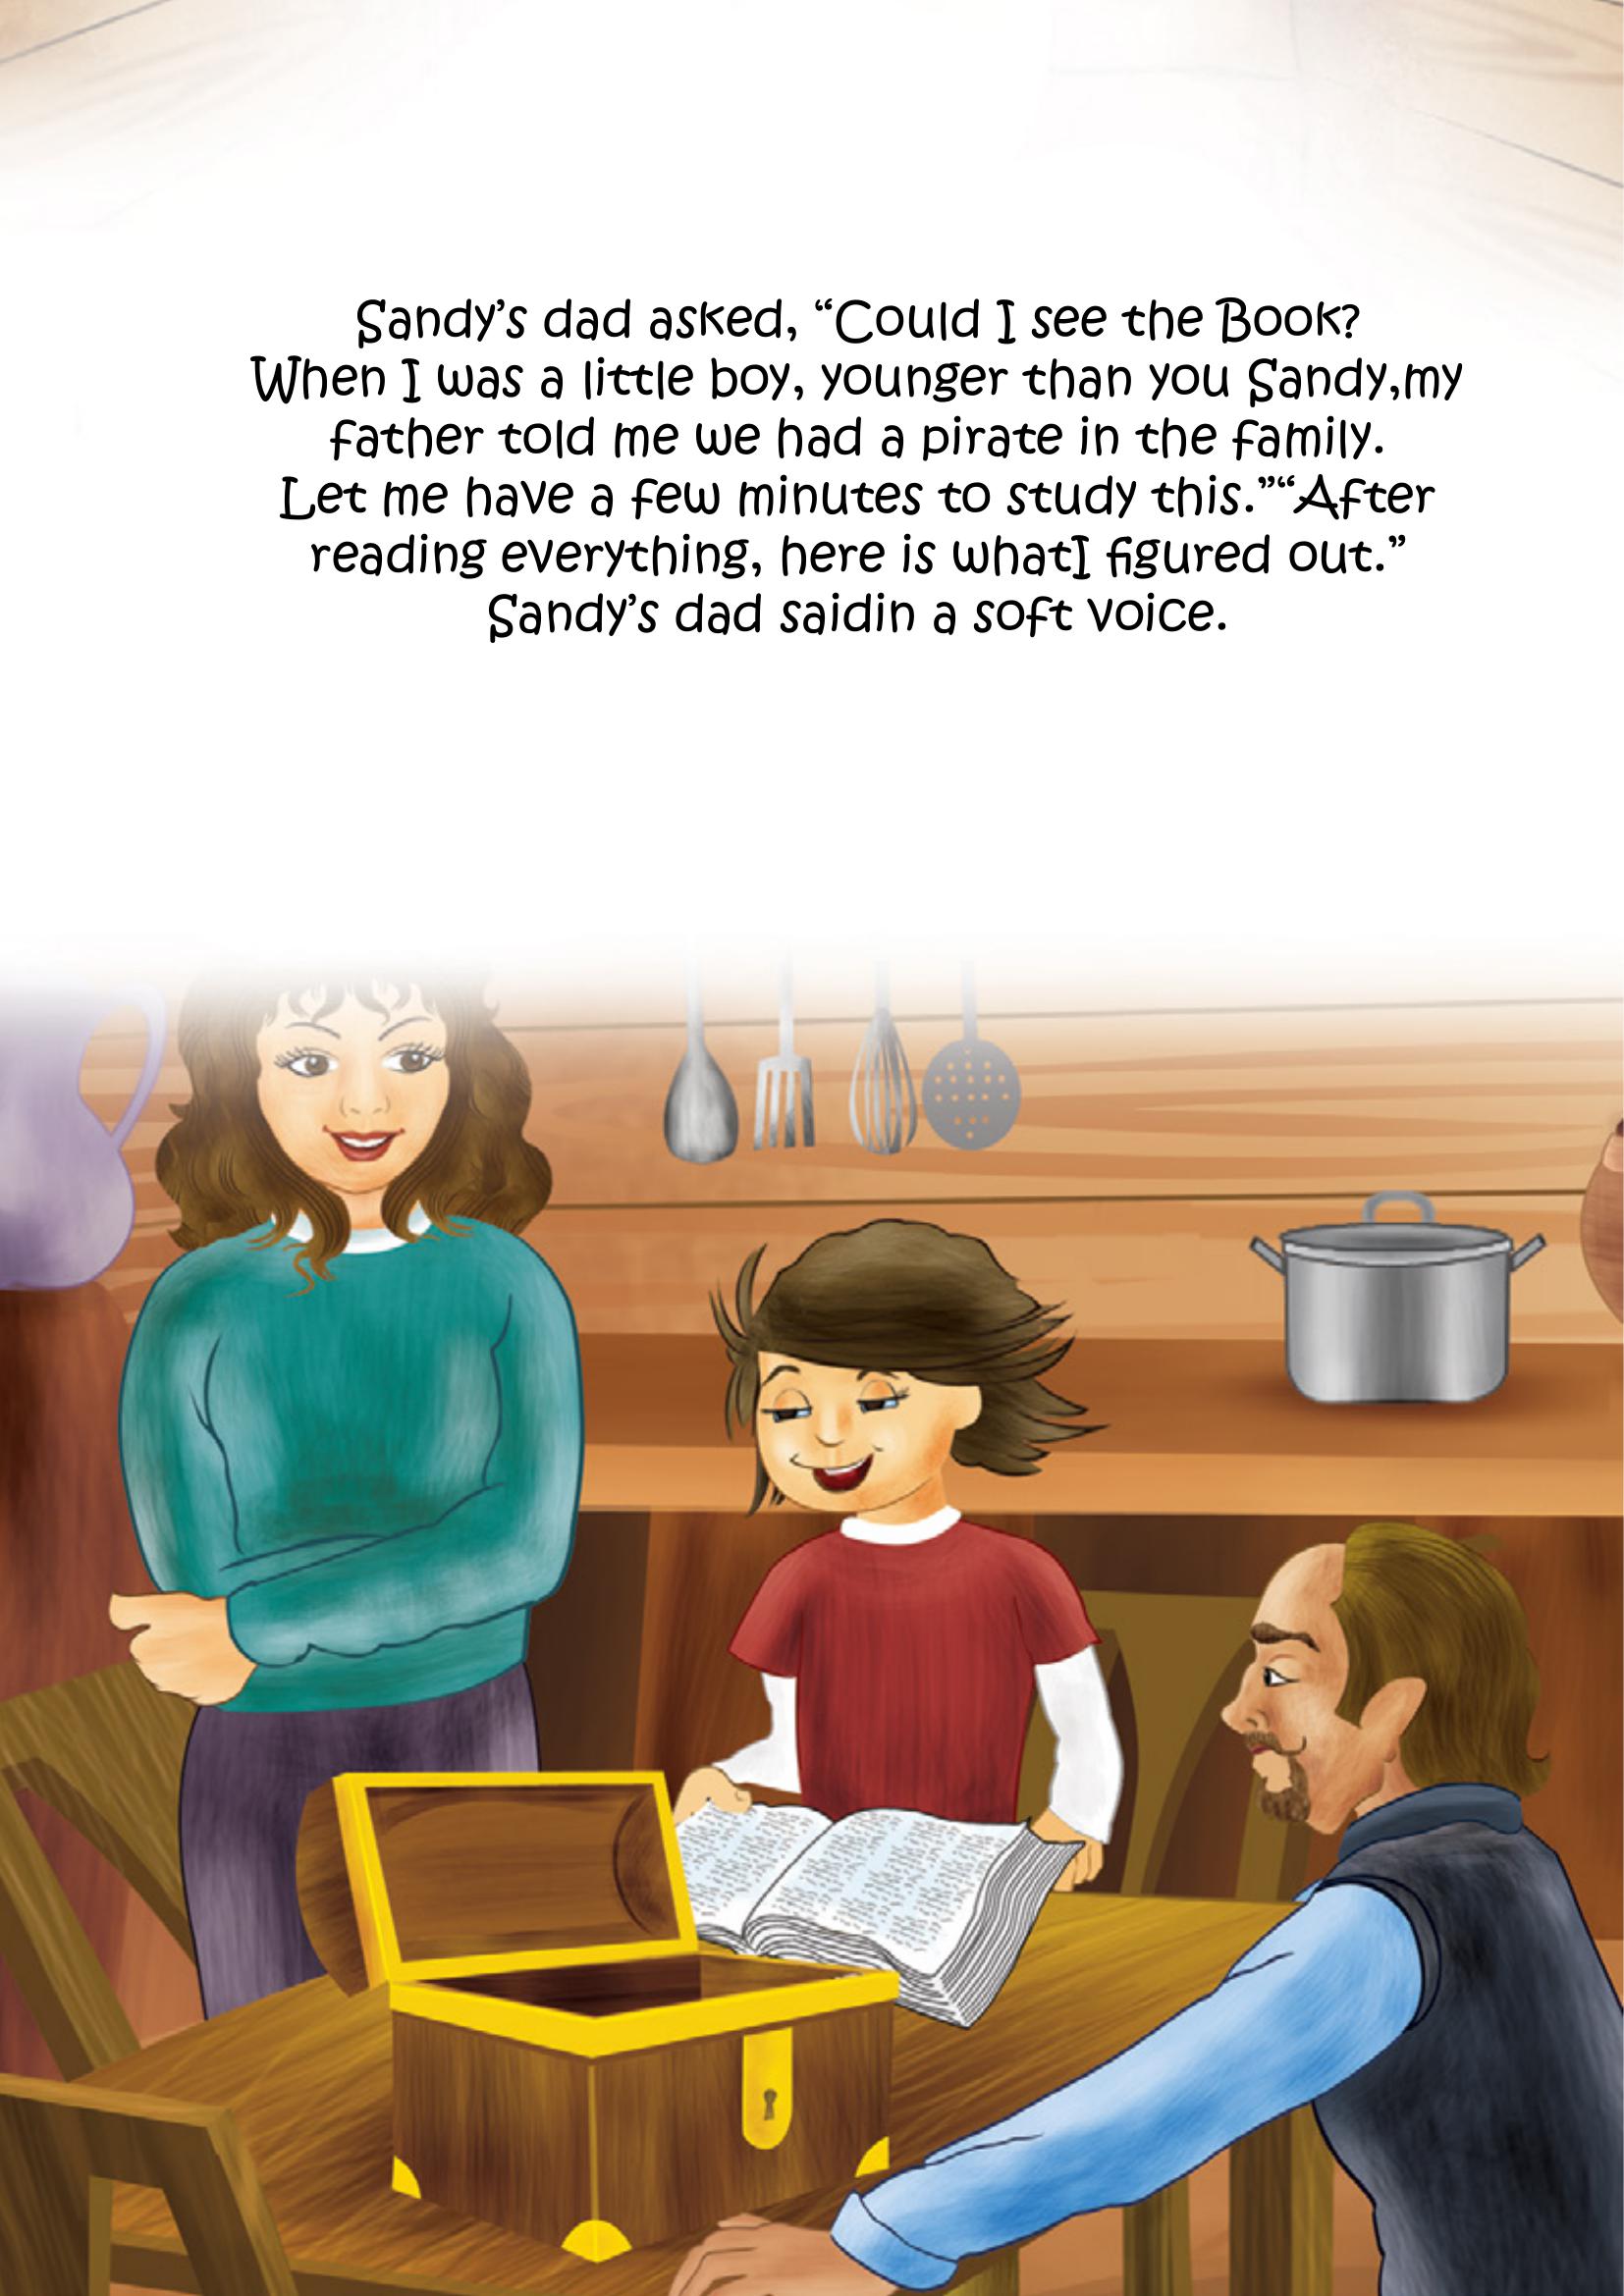 Sandy’s dad asked, “Could I see the Book?
When I was a little boy, younger than you Sandy,my
father told me we had a pirate in the family.
Let me have a few minutes to study this.”“After
reading everything, here is whatI figured out.”
Sandy’s dad saidin a soft voice.